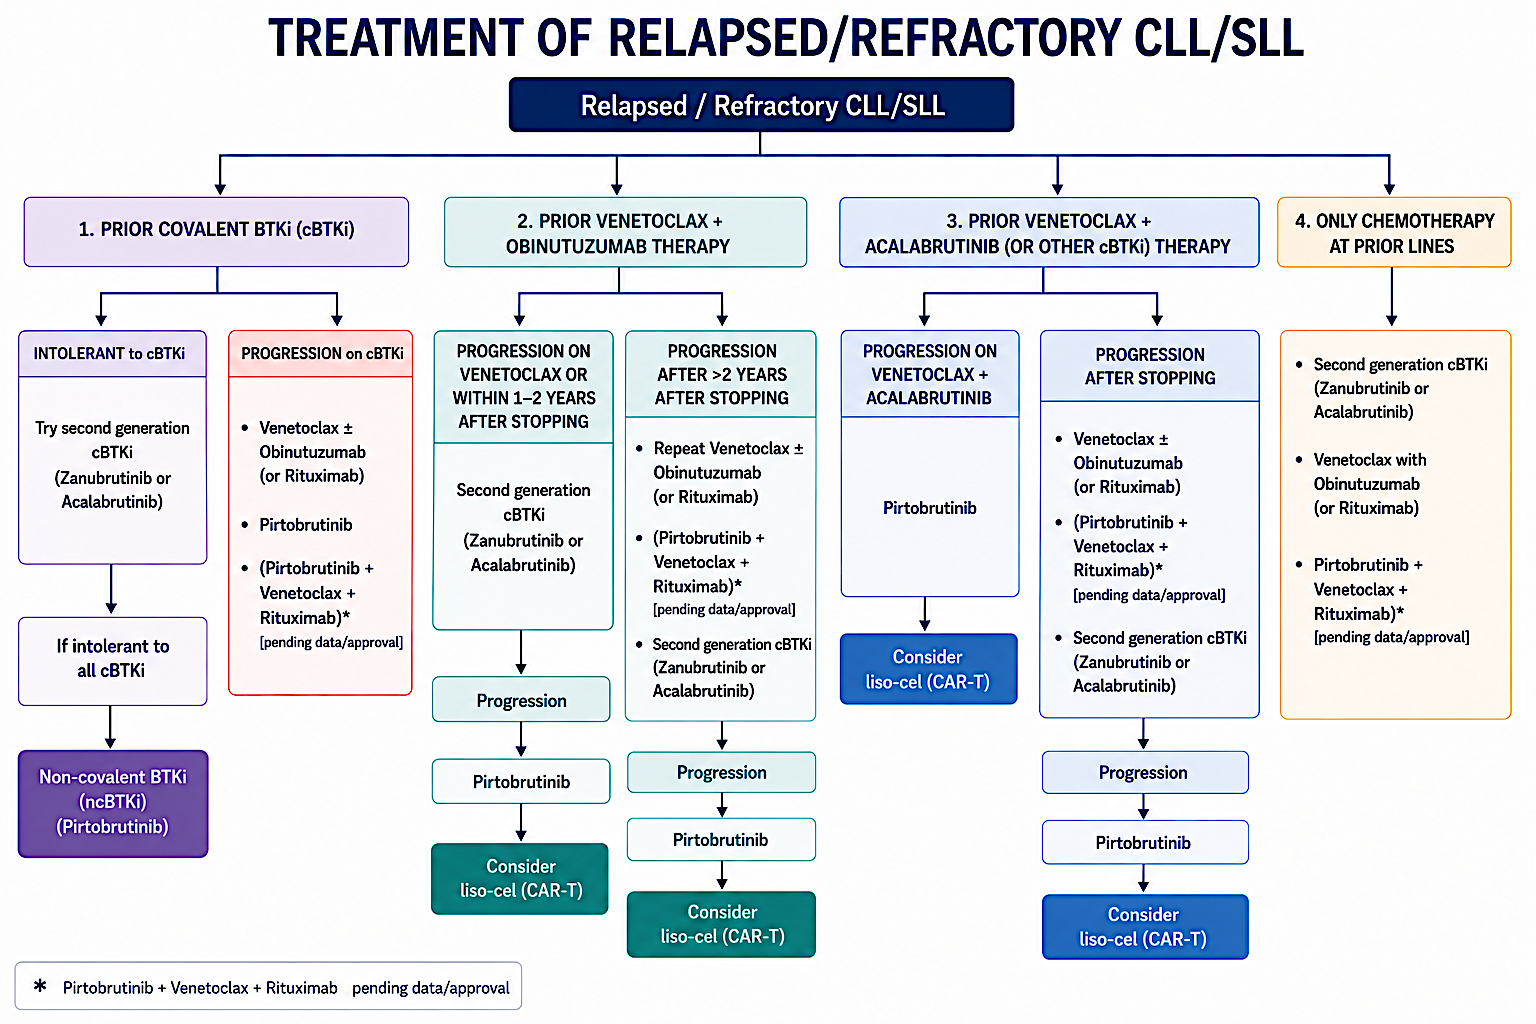 TREATMENT OF RELAPSED/REFRACTORY CLL/SLL
Relapsed / Refractory CLL/SLL
1. PRIOR COVALENT BTKi (cBTKi)
INTOLERANT to cBTKi
Try second generation
cBTKi
(Zanubrutinib or
Acalabrutinib)
If intolerant to
all cBTKi
Non-covalent BTKi
(ncBTKi)
(Pirtobrutinib)
PROGRESSION on cBTKi
• Venetoclax ±
Obinutuzumab
(or Rituximab)
• Pirtobrutinib
• (Pirtobrutinib +
Venetoclax +
Rituximab)*
[pending data/approval]
2. PRIOR VENETOCLAX +
OBINUTUZUMAB THERAPY
PROGRESSION ON
VENETOCLAX OR
WITHIN 1–2 YEARS
AFTER STOPPING
Second generation
cBTKi
(Zanubrutinib or
Acalabrutinib)
Progression
Pirtobrutinib
Consider
liso-cel (CAR-T)
PROGRESSION
AFTER >2 YEARS
AFTER STOPPING
• Repeat Venetoclax ±
Obinutuzumab
(or Rituximab)
• (Pirtobrutinib +
Venetoclax +
Rituximab)*
[pending data/approval]
• Second generation cBTKi
(Zanubrutinib or
Acalabrutinib)
Progression
Pirtobrutinib
Consider
liso-cel (CAR-T)
3. PRIOR VENETOCLAX +
ACALABRUTINIB (OR OTHER cBTKi) THERAPY
PROGRESSION ON
VENETOCLAX +
ACALABRUTINIB
Pirtobrutinib
Consider
liso-cel (CAR-T)
PROGRESSION
AFTER STOPPING
• Venetoclax ±
Obinutuzumab
(or Rituximab)
• (Pirtobrutinib +
Venetoclax +
Rituximab)*
[pending data/approval]
• Second generation cBTKi
(Zanubrutinib or
Acalabrutinib)
Progression
Pirtobrutinib
Consider
liso-cel (CAR-T)
4. ONLY CHEMOTHERAPY
AT PRIOR LINES
• Second generation cBTKi
(Zanubrutinib or
Acalabrutinib)
• Venetoclax with
Obinutuzumab
(or Rituximab)
• Pirtobrutinib +
Venetoclax +
Rituximab)*
[pending data/approval]
* Pirtobrutinib + Venetoclax + Rituximab pending data/approval